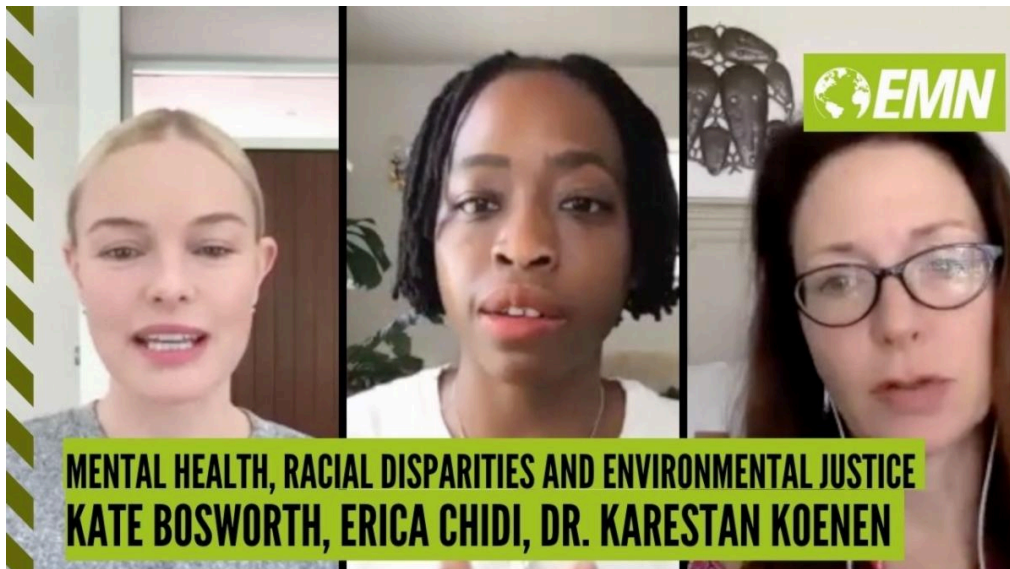 EMN
MENTAL HEALTH, RACIAL DISPARITIES AND ENVIRONMENTAL JUSTICE
KATE BOSWORTH, ERICA CHIDI, DR. KARESTAN KOENEN